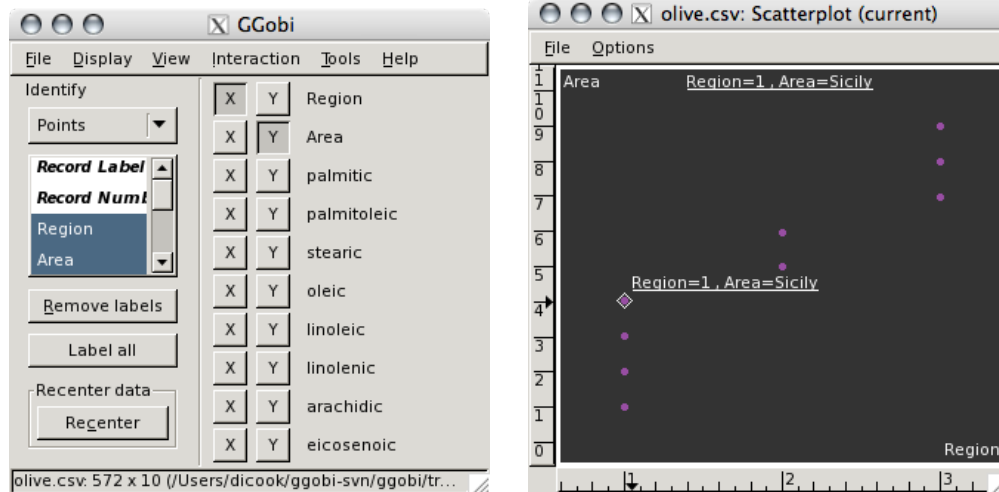 GGobi
File Display View Interaction Tools Help
Identify
Points
Record Label
Record Numb
Region
Area
Remove labels
Label all
Recenter data
Recenter
X Y Region
X Y Area
X Y palmitic
X Y palmitoleic
X Y stearic
X Y oleic
X Y linoleic
X Y linolenic
X Y arachidic
X Y eicosenoic
olive.csv: 572 x 10 (/Users/dicook/ggobi-svn/ggobi/tr...
olive.csv: Scatterplot (current)
File Options
Area
Region=1 , Area=Sicily
Region=1 , Area=Sicily
Region
1
1
1
0
9
8
7
6
5
4
3
2
1
0
1 2 3